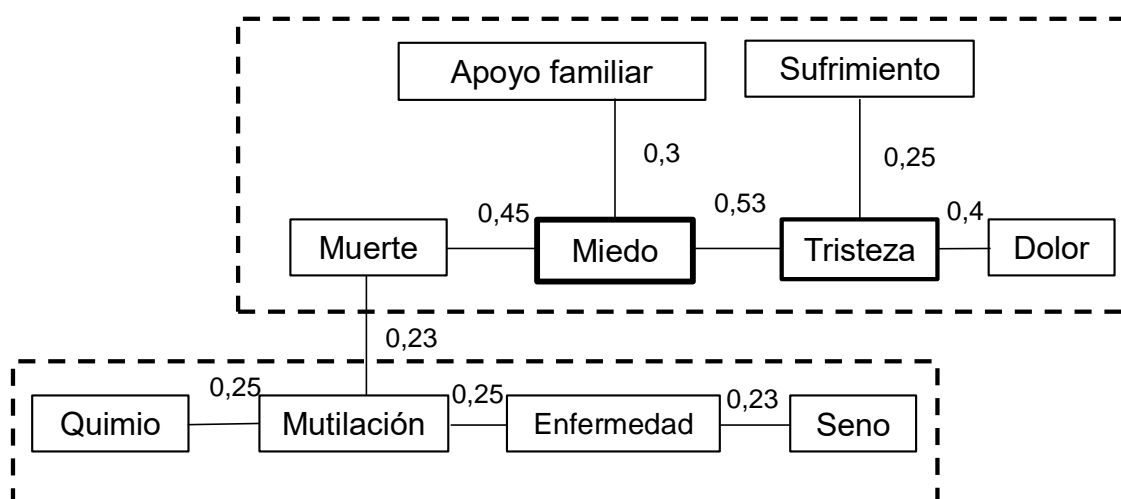 Apoyo familiar
Sufrimiento
0,3
0,25
0,45
0,53
0,4
Muerte
Miedo
Tristeza
Dolor
0,23
0,25
0,25
0,23
Quimio
Mutilación
Enfermedad
Seno